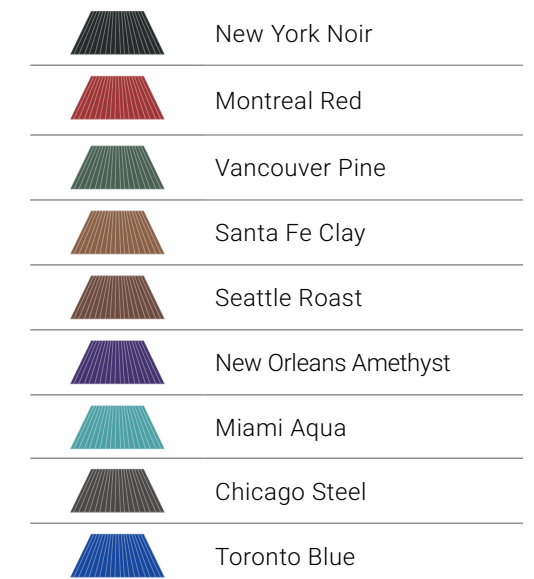 New York Noir
Montreal Red
Vancouver Pine
Santa Fe Clay
Seattle Roast
New Orleans Amethyst
Miami Aqua
Chicago Steel
Toronto Blue